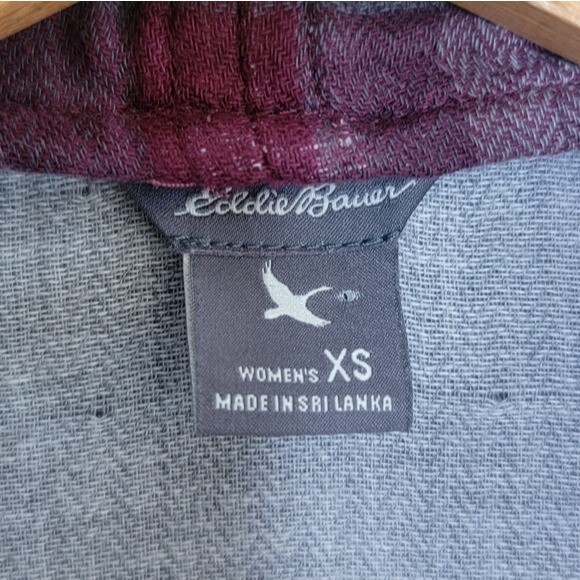 Eddie Bauer
WOMEN'S XS
MADE IN SRI LANKA